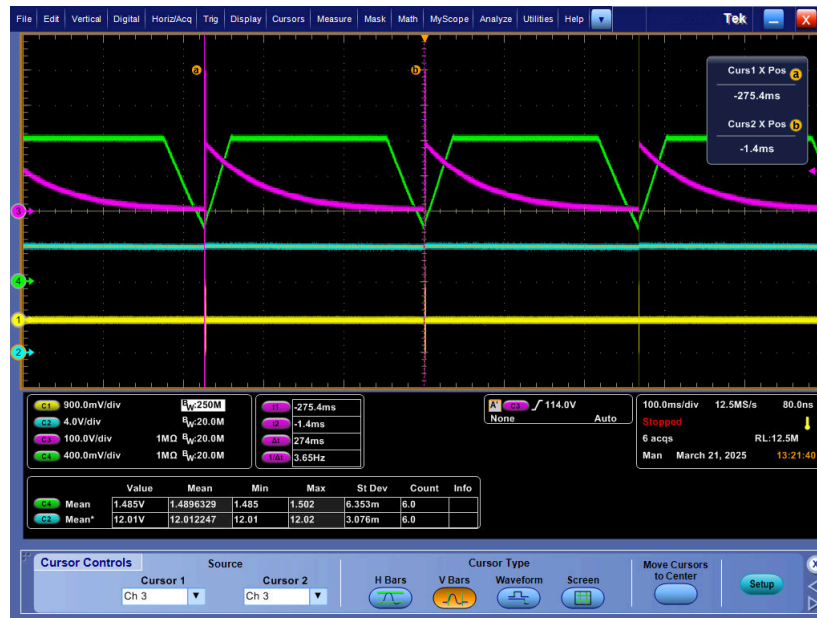 File Edit Vertical Digital Horiz/Acq Trig Display Cursors Measure Mask Math MyScope Analyze Utilities Help Tek X
a b
Curs1 X Pos a
-275.4ms
Curs2 X Pos b
-1.4ms
3
4
1
2
C1 900.0mV/div BW:250M
C2 4.0V/div BW:20.0M
C3 100.0V/div 1MΩ BW:20.0M
C4 400.0mV/div 1MΩ BW:20.0M
t1 -275.4ms
t2 -1.4ms
Δt 274ms
1/Δt 3.65Hz
A' C3 114.0V
None Auto
100.0ms/div 12.5MS/s 80.0ns
Stopped
6 acqs RL:12.5M
Man March 21, 2025 13:21:40
Value Mean Min Max St Dev Count Info
C4 Mean 1.485V 1.4896329 1.485 1.502 6.353m 6.0
C2 Mean* 12.01V 12.012247 12.01 12.02 3.076m 6.0
Cursor Controls Source Cursor Type Move Cursors
to Center
Cursor 1 Cursor 2 H Bars V Bars Waveform Screen
Ch 3 Ch 3 Setup
X